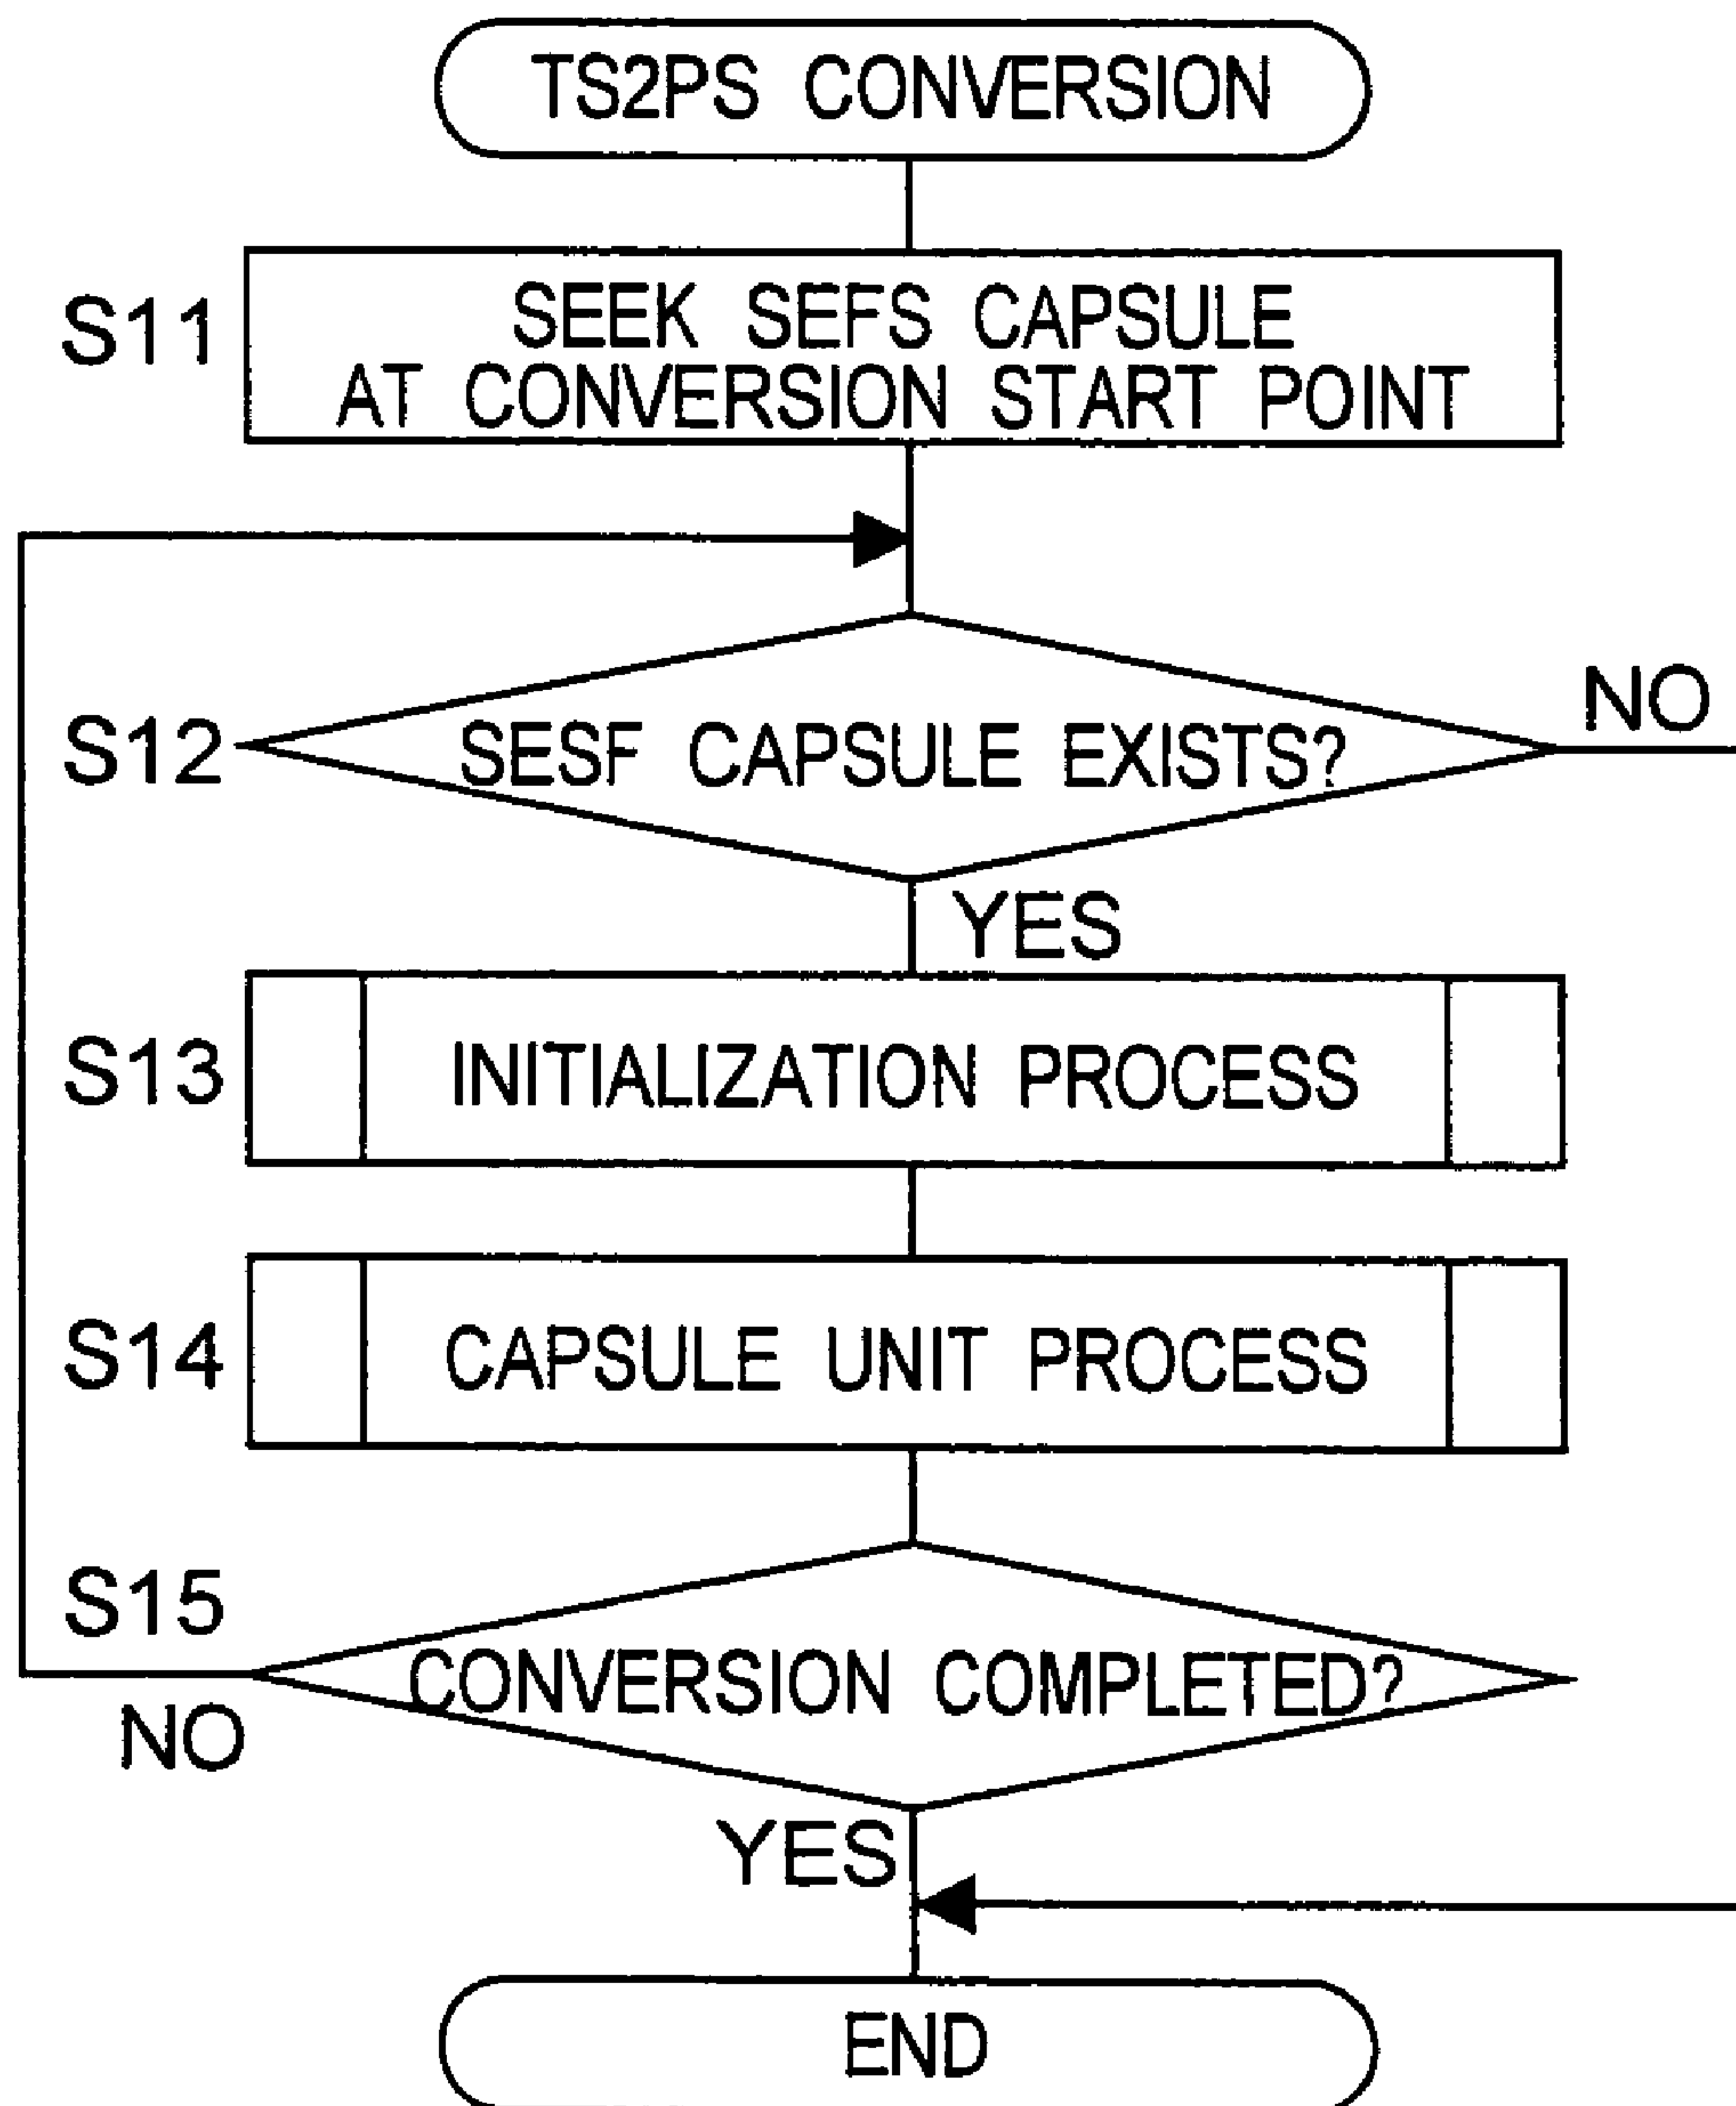 TS2PS CONVERSION
S11
SEEK SEFS CAPSULE
AT CONVERSION START POINT
S12
SESF CAPSULE EXISTS?
NO
YES
S13
INITIALIZATION PROCESS
S14
CAPSULE UNIT PROCESS
S15
CONVERSION COMPLETED?
NO
YES
END